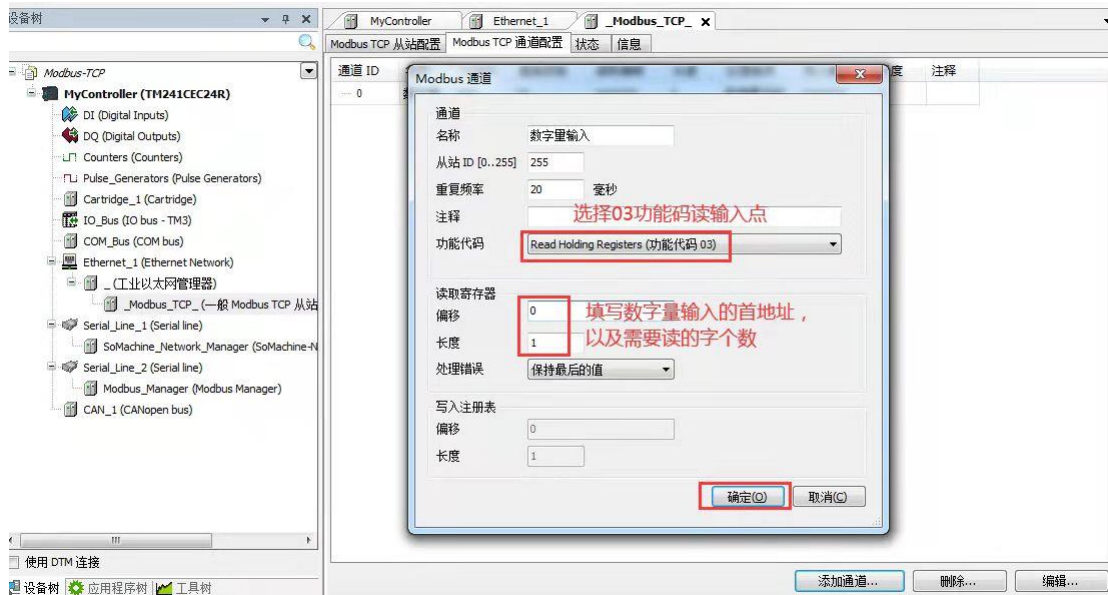 设备树
MyController
Ethernet_1
_Modbus_TCP_
Modbus TCP 从站配置
Modbus TCP 通道配置
状态
信息
Modbus-TCP
MyController (TM241CEC24R)
DI (Digital Inputs)
DQ (Digital Outputs)
Counters (Counters)
Pulse_Generators (Pulse Generators)
Cartridge_1 (Cartridge)
IO_Bus (IO bus - TM3)
COM_Bus (COM bus)
Ethernet_1 (Ethernet Network)
_ (工业以太网管理器)
_Modbus_TCP_ (一般 Modbus TCP 从站
Serial_Line_1 (Serial line)
SoMachine_Network_Manager (SoMachine-N
Serial_Line_2 (Serial line)
Modbus_Manager (Modbus Manager)
CAN_1 (CANopen bus)
使用 DTM 连接
设备树
应用程序树
工具树
通道 ID
度
注释
0
Modbus 通道
通道
名称 数字里输入
从站 ID [0..255] 255
重复频率 20 毫秒
注释
选择03功能码读输入点
功能代码 Read Holding Registers (功能代码 03)
读取寄存器
偏移 0
长度 1
填写数字量输入的首地址，
以及需要读的字个数
处理错误 保持最后的值
写入注册表
偏移 0
长度 1
确定(O)
取消(C)
添加通道...
删除...
编辑...